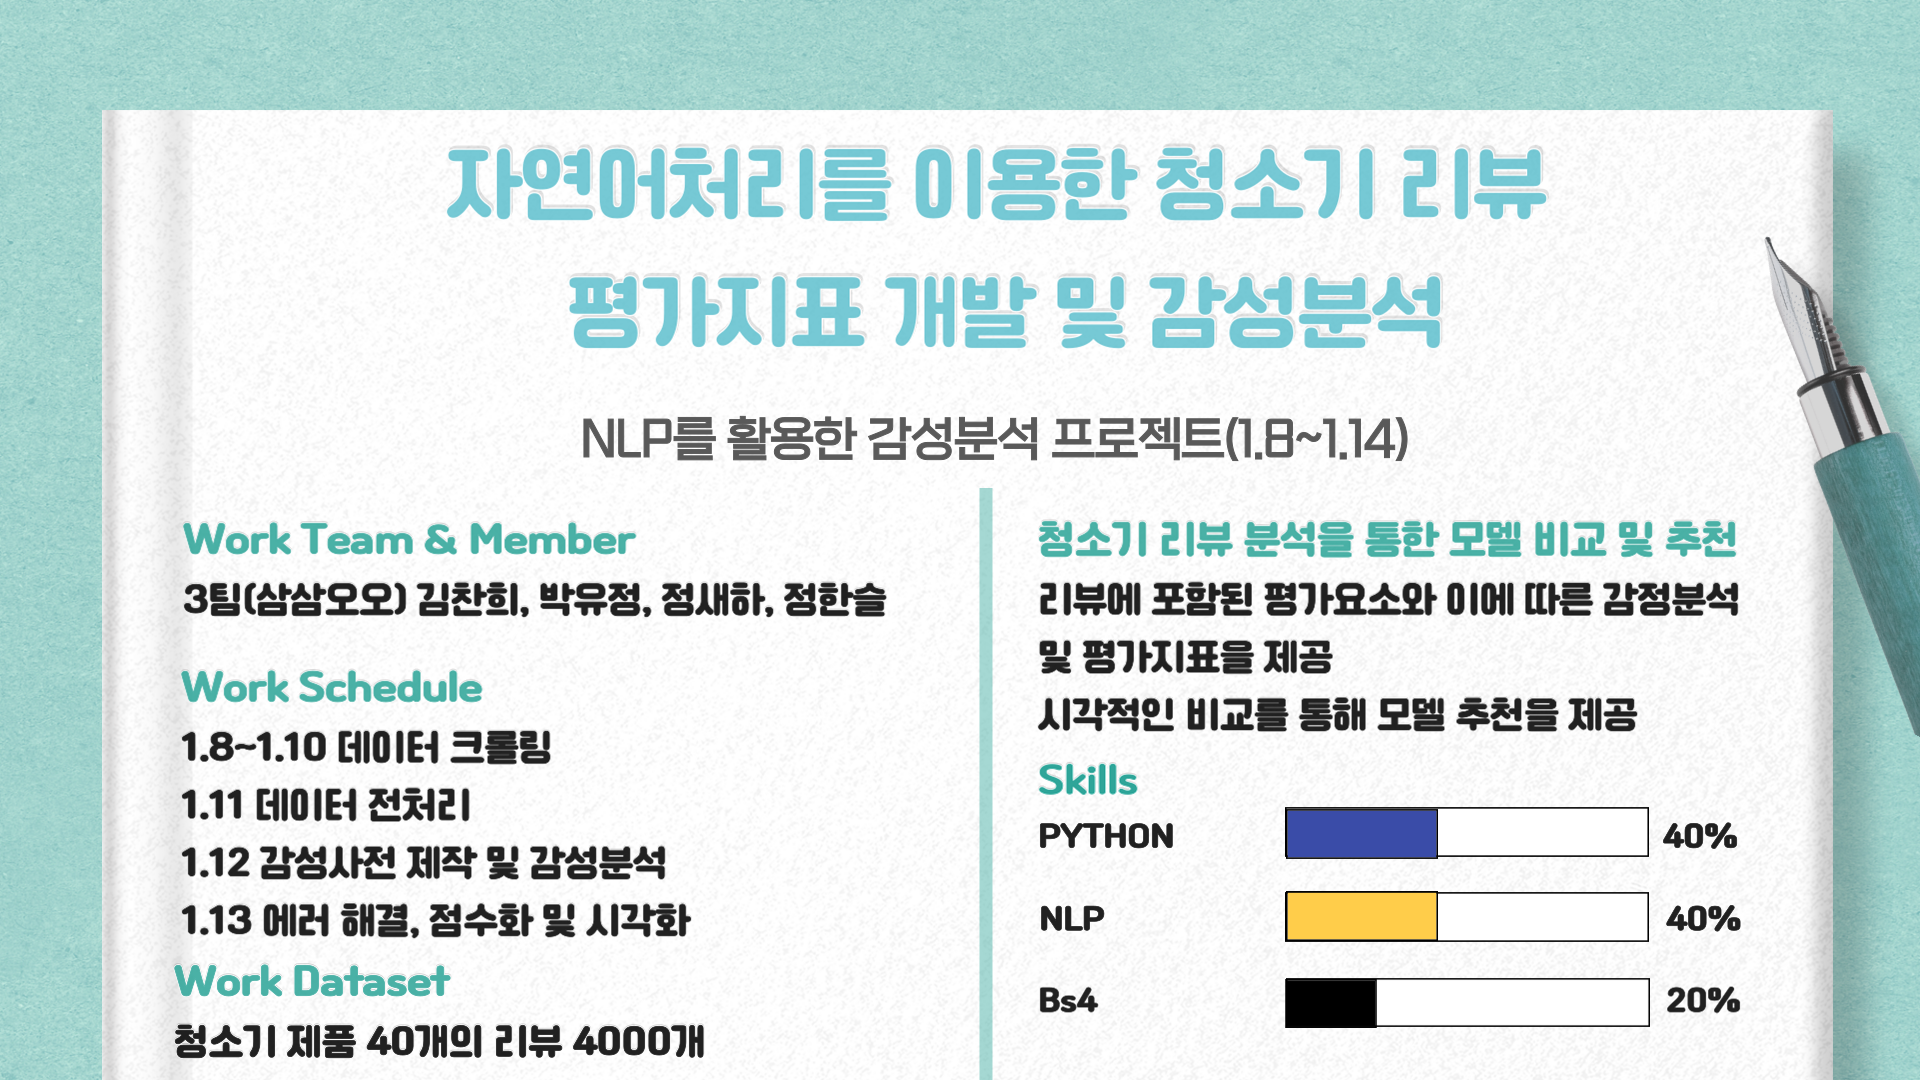 자연어처리를 이용한 청소기 리뷰
평가지표 개발 및 감성분석
NLP를 활용한 감성분석 프로젝트(1.8~1.14)
Work Team & Member
3팀(삼삼오오) 김찬희, 박유정, 정새하, 정한슬
Work Schedule
1.8~1.10 데이터 크롤링
1.11 데이터 전처리
1.12 감성사전 제작 및 감성분석
1.13 에러 해결, 점수화 및 시각화
Work Dataset
청소기 제품 40개의 리뷰 4000개
청소기 리뷰 분석을 통한 모델 비교 및 추천
리뷰에 포함된 평가요소와 이에 따른 감정분석
및 평가지표을 제공
시각적인 비교를 통해 모델 추천을 제공
Skills
PYTHON 40%
NLP 40%
Bs4 20%